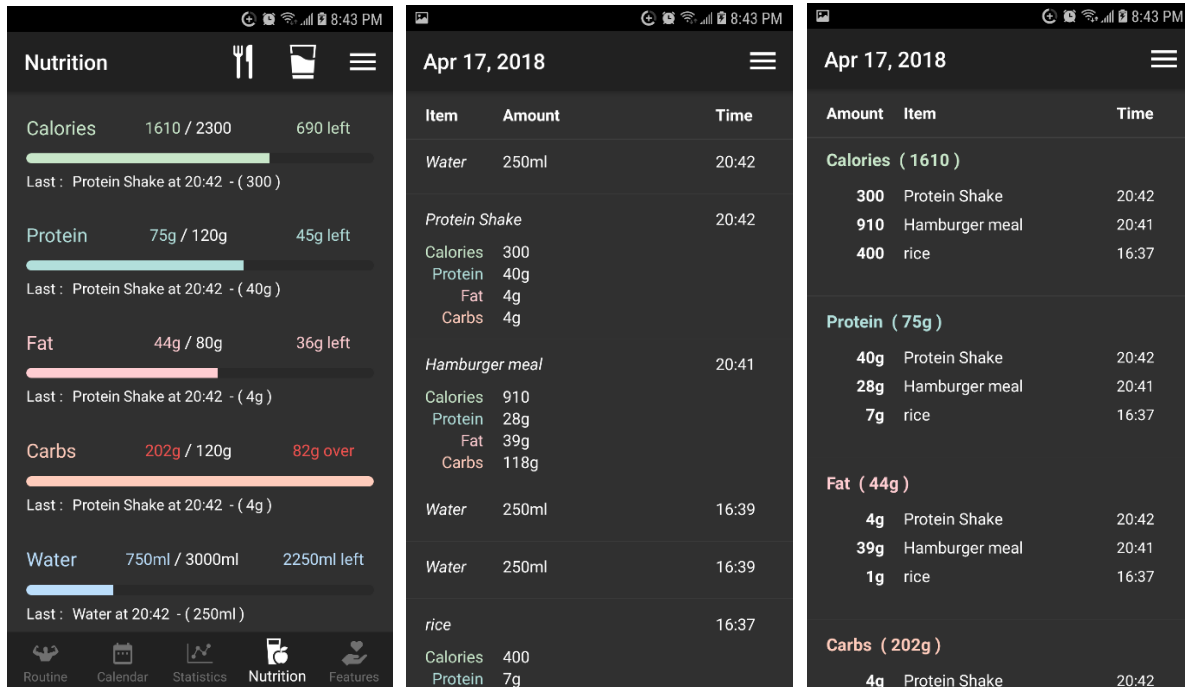 8:43 PM
Nutrition
Calories 1610 / 2300 690 left
Last : Protein Shake at 20:42 - ( 300 )
Protein 75g / 120g 45g left
Last : Protein Shake at 20:42 - ( 40g )
Fat 44g / 80g 36g left
Last : Protein Shake at 20:42 - ( 4g )
Carbs 202g / 120g 82g over
Last : Protein Shake at 20:42 - ( 4g )
Water 750ml / 3000ml 2250ml left
Last : Water at 20:42 - ( 250ml )
Routine Calendar Statistics Nutrition Features
8:43 PM
Apr 17, 2018
Item Amount Time
Water 250ml 20:42
Protein Shake 20:42
Calories 300
Protein 40g
Fat 4g
Carbs 4g
Hamburger meal 20:41
Calories 910
Protein 28g
Fat 39g
Carbs 118g
Water 250ml 16:39
Water 250ml 16:39
rice 16:37
Calories 400
Protein 7g
8:43 PM
Apr 17, 2018
Amount Item Time
Calories ( 1610 )
300 Protein Shake 20:42
910 Hamburger meal 20:41
400 rice 16:37
Protein ( 75g )
40g Protein Shake 20:42
28g Hamburger meal 20:41
7g rice 16:37
Fat ( 44g )
4g Protein Shake 20:42
39g Hamburger meal 20:41
1g rice 16:37
Carbs ( 202g )
4g Protein Shake 20:42